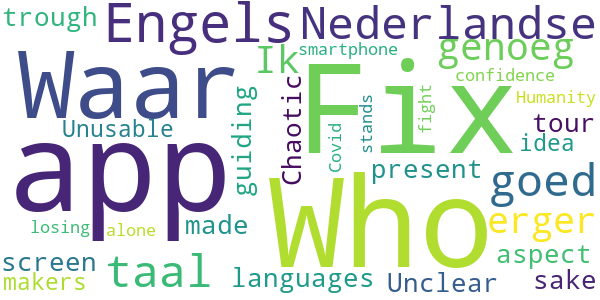 trough Engels Nederlandse
Waar Ik smartphone genoeg
Fix confidence
Unusable guiding Chaotic Covid stands fight Humanity
tour
idea
app Who present goed
losing alone made erger
aspect
screen taal languages Unclear sake
makers